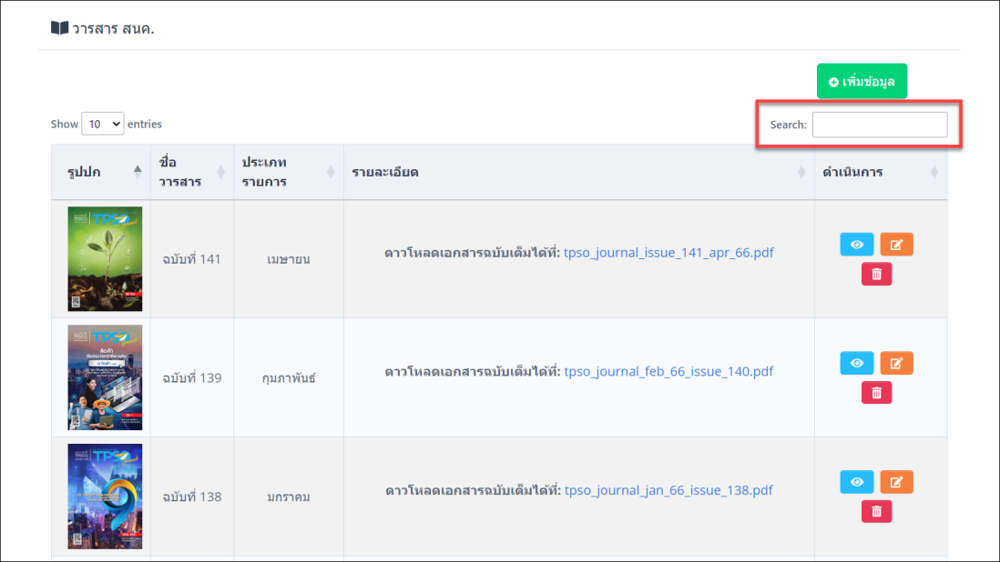 วารสาร สนค.
เพิ่มข้อมูล
Show 10 entries
Search:
รูปปก
ชื่อ
วารสาร
ประเภท
รายการ
รายละเอียด
ดำเนินการ
TPSO Journal
ฉบับที่ 141
เมษายน
ดาวโหลดเอกสารฉบับเต็มได้ที่: tpso_journal_issue_141_apr_66.pdf
TPSO Journal
ฉบับที่ 139
กุมภาพันธ์
ดาวโหลดเอกสารฉบับเต็มได้ที่: tpso_journal_feb_66_issue_140.pdf
TPSO Journal
ฉบับที่ 138
มกราคม
ดาวโหลดเอกสารฉบับเต็มได้ที่: tpso_journal_jan_66_issue_138.pdf